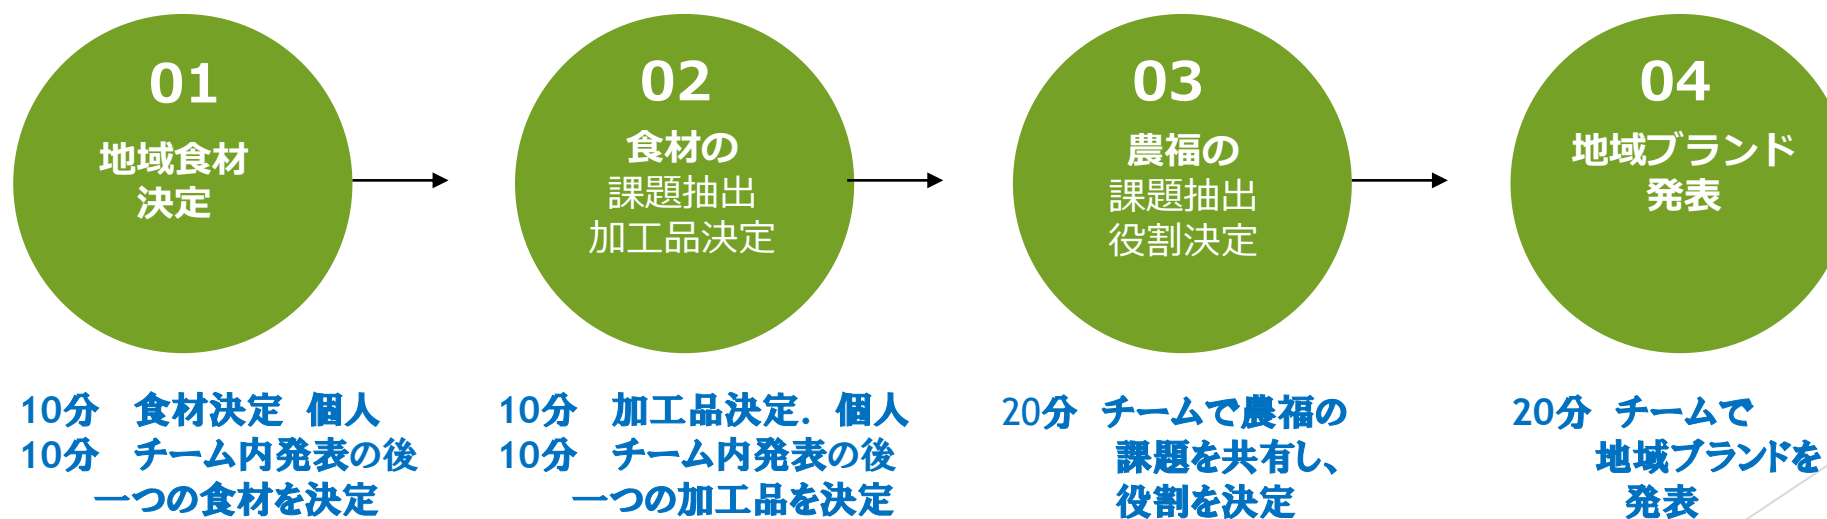 01
地域食材
決定
02
食材の
課題抽出
加工品決定
03
農福の
課題抽出
役割決定
04
地域ブランド
発表
10分　食材決定 個人
10分　チーム内発表の後
一つの食材を決定
10分　加工品決定. 個人
10分　チーム内発表の後
一つの加工品を決定
20分 チームで農福の
課題を共有し、
役割を決定
20分 チームで
地域ブランドを
発表